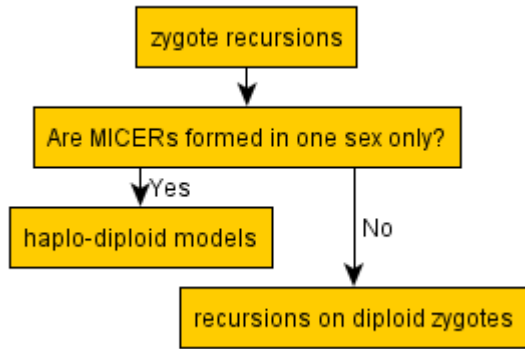 zygote recursions
Are MICERs formed in one sex only?
Yes
haplo-diploid models
No
recursions on diploid zygotes